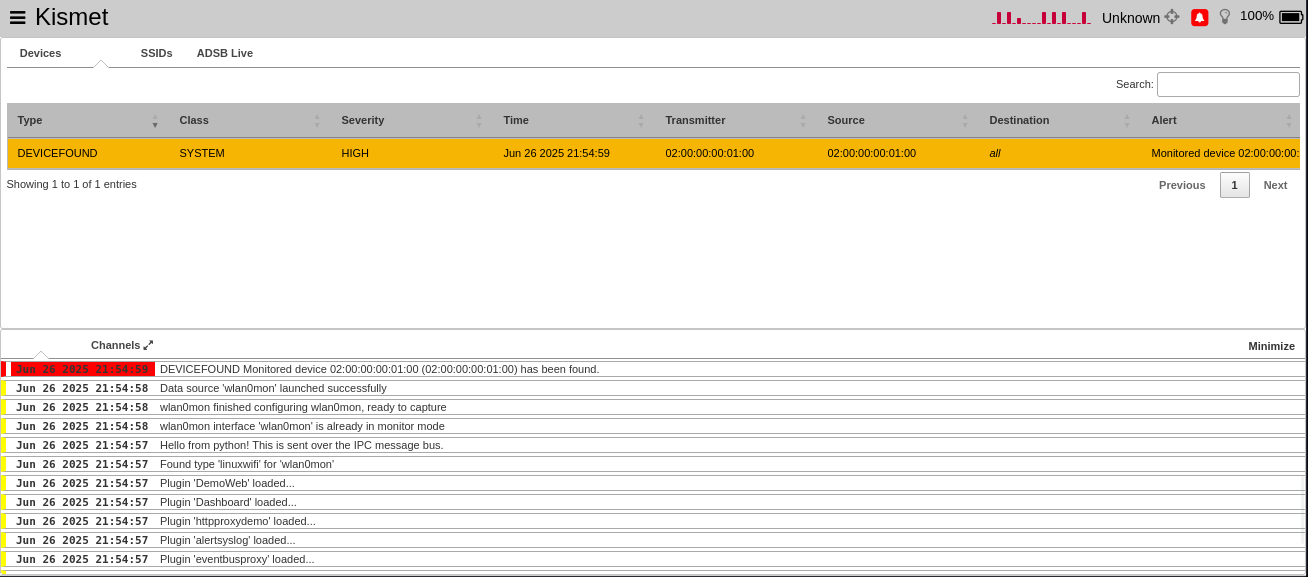 Kismet
Unknown 100%
Devices SSIDs ADSB Live
Search:
Type Class Severity Time Transmitter Source Destination Alert
DEVICEFOUND SYSTEM HIGH Jun 26 2025 21:54:59 02:00:00:00:01:00 02:00:00:00:01:00 all Monitored device 02:00:00:00:
Showing 1 to 1 of 1 entries
Previous 1 Next
Channels
Minimize
Jun 26 2025 21:54:59 DEVICEFOUND Monitored device 02:00:00:00:01:00 (02:00:00:00:01:00) has been found.
Jun 26 2025 21:54:58 Data source 'wlan0mon' launched successfully
Jun 26 2025 21:54:58 wlan0mon finished configuring wlan0mon, ready to capture
Jun 26 2025 21:54:58 wlan0mon interface 'wlan0mon' is already in monitor mode
Jun 26 2025 21:54:57 Hello from python! This is sent over the IPC message bus.
Jun 26 2025 21:54:57 Found type 'linuxwifi' for 'wlan0mon'
Jun 26 2025 21:54:57 Plugin 'DemoWeb' loaded...
Jun 26 2025 21:54:57 Plugin 'Dashboard' loaded...
Jun 26 2025 21:54:57 Plugin 'httpproxydemo' loaded...
Jun 26 2025 21:54:57 Plugin 'alertsyslog' loaded...
Jun 26 2025 21:54:57 Plugin 'eventbusproxy' loaded...